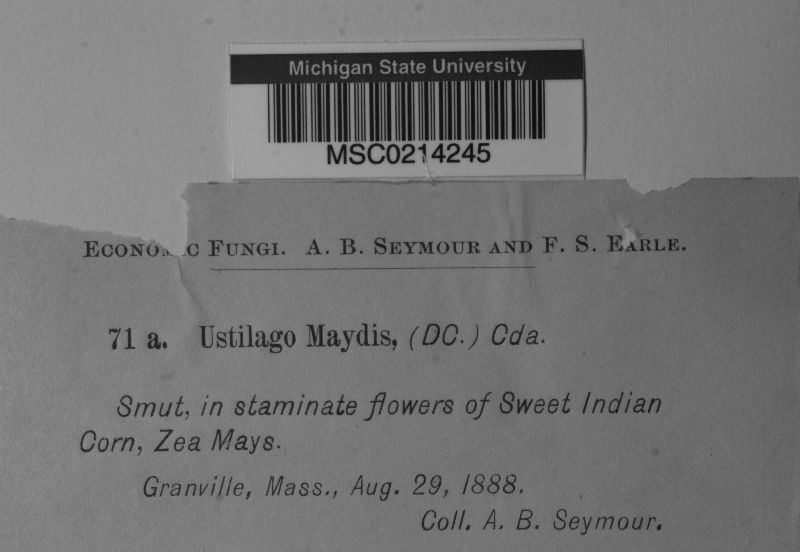 Michigan State University
MSC0214245
ECONOMIC FUNGI. A. B. SEYMOUR AND F. S. EARLE.
71 a. Ustilago Maydis, (DC.) Cda.
Smut, in staminate flowers of Sweet Indian
Corn, Zea Mays.
Granville, Mass., Aug. 29, 1888.
Coll. A. B. Seymour.